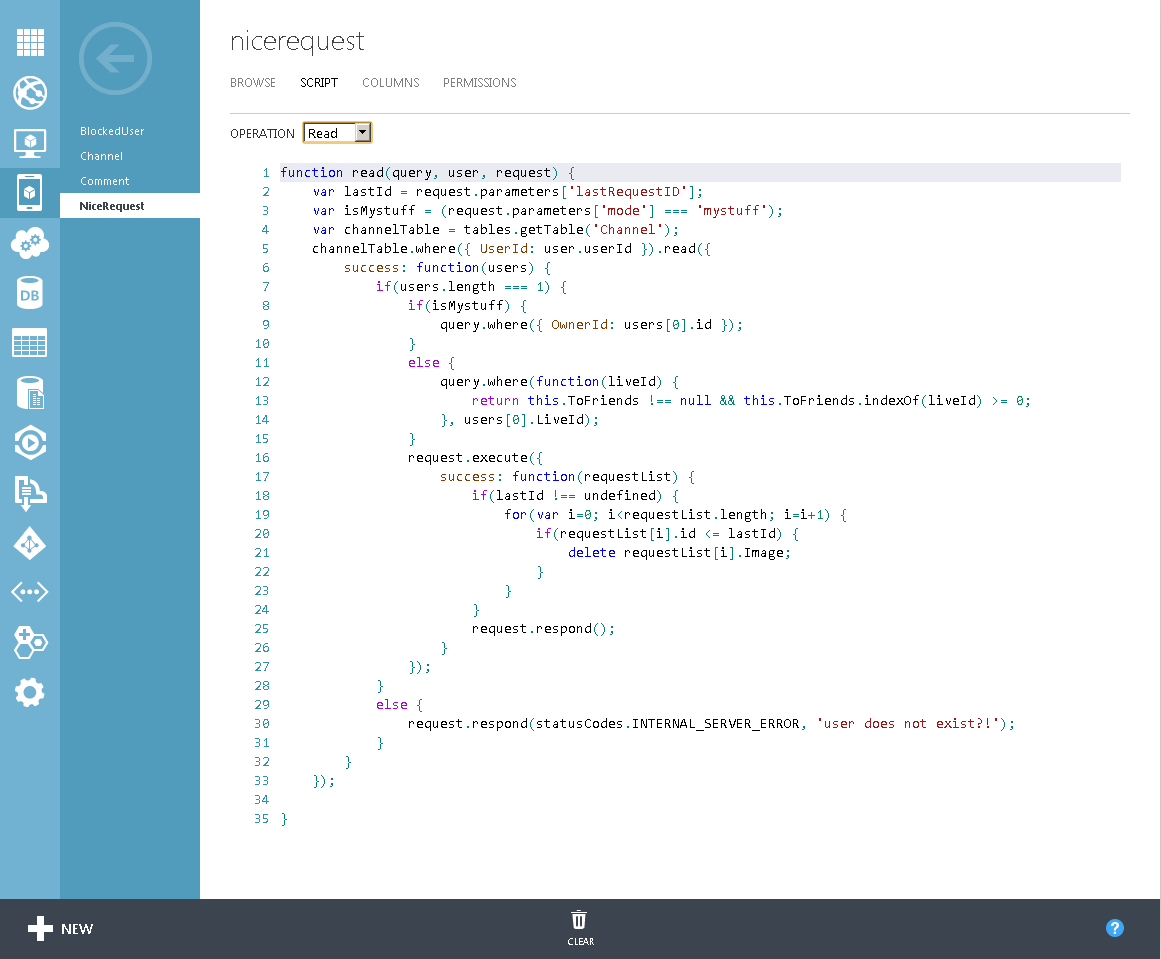 nicerequest
BROWSE SCRIPT COLUMNS PERMISSIONS
BlockedUser
Channel
Comment
NiceRequest
DB
OPERATION Read
1 function read(query, user, request) {
2 var lastId = request.parameters['lastRequestID'];
3 var isMystuff = (request.parameters['mode'] === 'mystuff');
4 var channelTable = tables.getTable('Channel');
5 channelTable.where({ UserId: user.userId }).read({
6 success: function(users) {
7 if(users.length === 1) {
8 if(isMystuff) {
9 query.where({ OwnerId: users[0].id });
10 }
11 else {
12 query.where(function(liveId) {
13 return this.ToFriends !== null && this.ToFriends.indexOf(liveId) >= 0;
14 }, users[0].LiveId);
15 }
16 request.execute({
17 success: function(requestList) {
18 if(lastId !== undefined) {
19 for(var i=0; i<requestList.length; i=i+1) {
20 if(requestList[i].id <= lastId) {
21 delete requestList[i].Image;
22 }
23 }
24 }
25 request.respond();
26 }
27 });
28 }
29 else {
30 request.respond(statusCodes.INTERNAL_SERVER_ERROR, 'user does not exist?!');
31 }
32 }
33 });
34
35 }
NEW
CLEAR
?